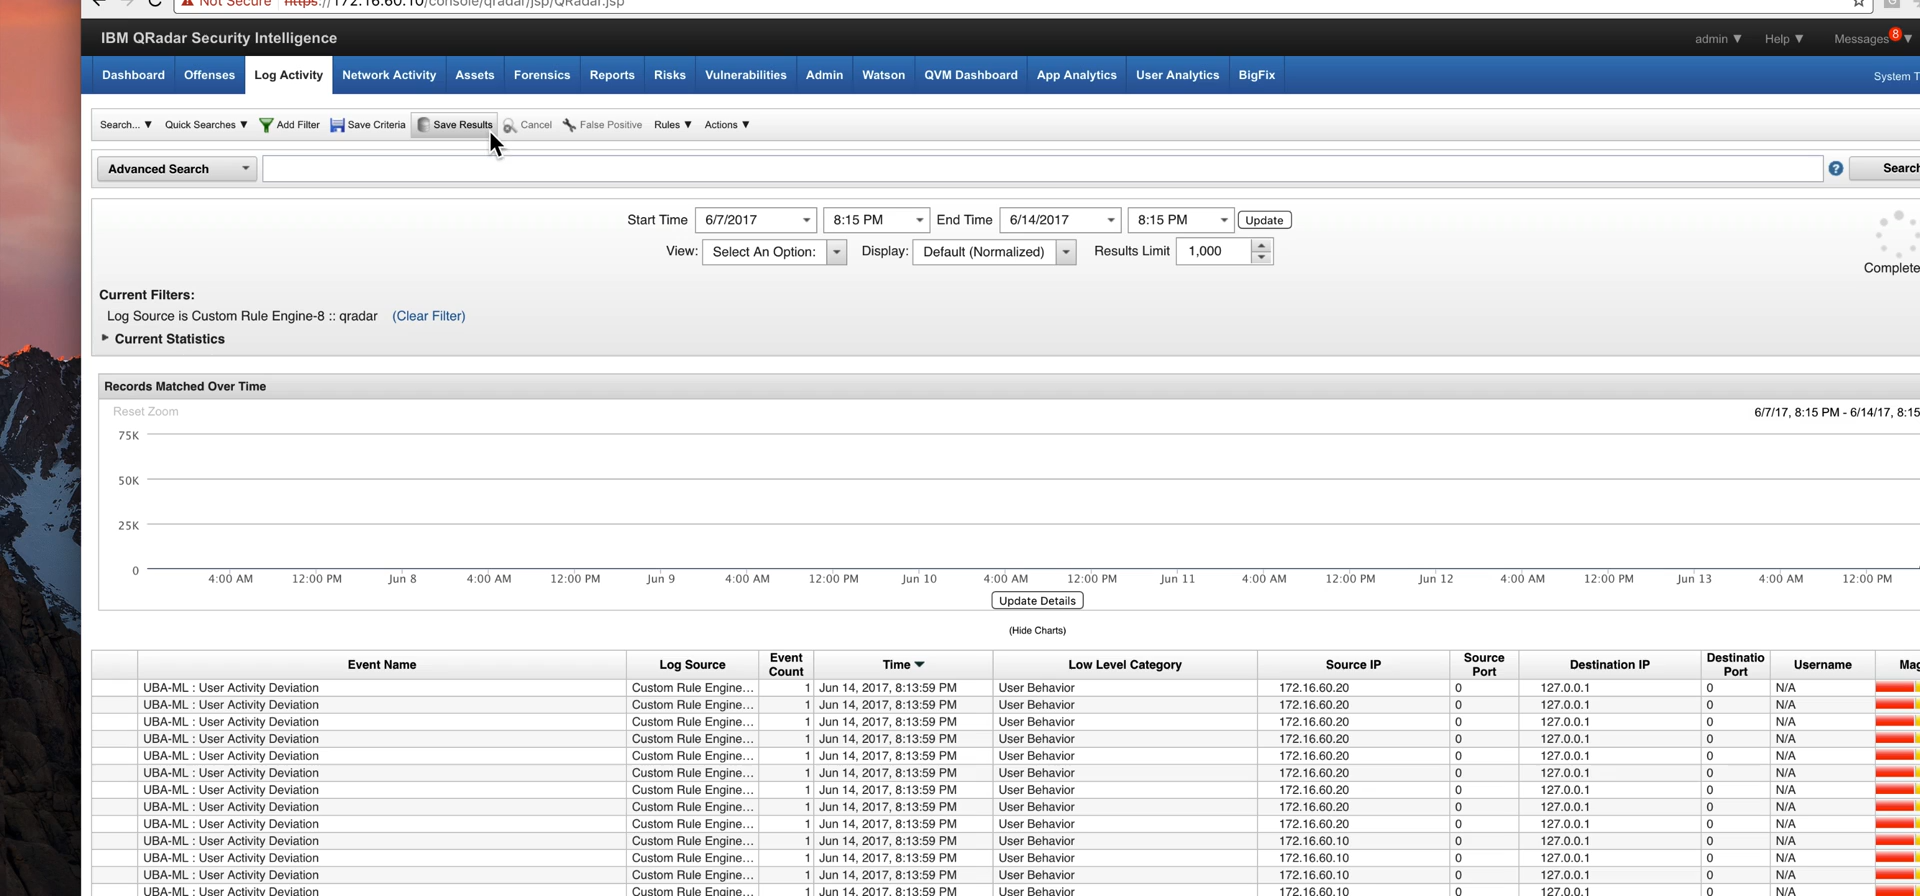 Not Secure https://172.16.60.10/console/qradar/jsp/QRadar.jsp
IBM QRadar Security Intelligence
admin ▼ Help ▼ Messages 8 ▼
Dashboard Offenses Log Activity Network Activity Assets Forensics Reports Risks Vulnerabilities Admin Watson QVM Dashboard App Analytics User Analytics BigFix System T
Search... ▼ Quick Searches ▼ Add Filter Save Criteria Save Results Cancel False Positive Rules ▼ Actions ▼
Advanced Search ? Search
Start Time 6/7/2017 8:15 PM End Time 6/14/2017 8:15 PM Update
View: Select An Option: Display: Default (Normalized) Results Limit 1,000
Complete
Current Filters:
Log Source is Custom Rule Engine-8 :: qradar (Clear Filter)
Current Statistics
Records Matched Over Time
Reset Zoom 6/7/17, 8:15 PM - 6/14/17, 8:15
75K
50K
25K
0
4:00 AM 12:00 PM Jun 8 4:00 AM 12:00 PM Jun 9 4:00 AM 12:00 PM Jun 10 4:00 AM 12:00 PM Jun 11 4:00 AM 12:00 PM Jun 12 4:00 AM 12:00 PM Jun 13 4:00 AM 12:00 PM
Update Details
(Hide Charts)
Event Name Log Source Event Count Time Low Level Category Source IP Source Port Destination IP Destinatio Port Username Mag
UBA-ML : User Activity Deviation Custom Rule Engine... 1 Jun 14, 2017, 8:13:59 PM User Behavior 172.16.60.20 0 127.0.0.1 0 N/A
UBA-ML : User Activity Deviation Custom Rule Engine... 1 Jun 14, 2017, 8:13:59 PM User Behavior 172.16.60.20 0 127.0.0.1 0 N/A
UBA-ML : User Activity Deviation Custom Rule Engine... 1 Jun 14, 2017, 8:13:59 PM User Behavior 172.16.60.20 0 127.0.0.1 0 N/A
UBA-ML : User Activity Deviation Custom Rule Engine... 1 Jun 14, 2017, 8:13:59 PM User Behavior 172.16.60.20 0 127.0.0.1 0 N/A
UBA-ML : User Activity Deviation Custom Rule Engine... 1 Jun 14, 2017, 8:13:59 PM User Behavior 172.16.60.20 0 127.0.0.1 0 N/A
UBA-ML : User Activity Deviation Custom Rule Engine... 1 Jun 14, 2017, 8:13:59 PM User Behavior 172.16.60.20 0 127.0.0.1 0 N/A
UBA-ML : User Activity Deviation Custom Rule Engine... 1 Jun 14, 2017, 8:13:59 PM User Behavior 172.16.60.20 0 127.0.0.1 0 N/A
UBA-ML : User Activity Deviation Custom Rule Engine... 1 Jun 14, 2017, 8:13:59 PM User Behavior 172.16.60.20 0 127.0.0.1 0 N/A
UBA-ML : User Activity Deviation Custom Rule Engine... 1 Jun 14, 2017, 8:13:59 PM User Behavior 172.16.60.20 0 127.0.0.1 0 N/A
UBA-ML : User Activity Deviation Custom Rule Engine... 1 Jun 14, 2017, 8:13:59 PM User Behavior 172.16.60.10 0 127.0.0.1 0 N/A
UBA-ML : User Activity Deviation Custom Rule Engine... 1 Jun 14, 2017, 8:13:59 PM User Behavior 172.16.60.10 0 127.0.0.1 0 N/A
UBA-ML : User Activity Deviation Custom Rule Engine... 1 Jun 14, 2017, 8:13:59 PM User Behavior 172.16.60.10 0 127.0.0.1 0 N/A
UBA-ML : User Activity Deviation Custom Rule Engine... 1 Jun 14, 2017, 8:13:59 PM User Behavior 172.16.60.10 0 127.0.0.1 0 N/A